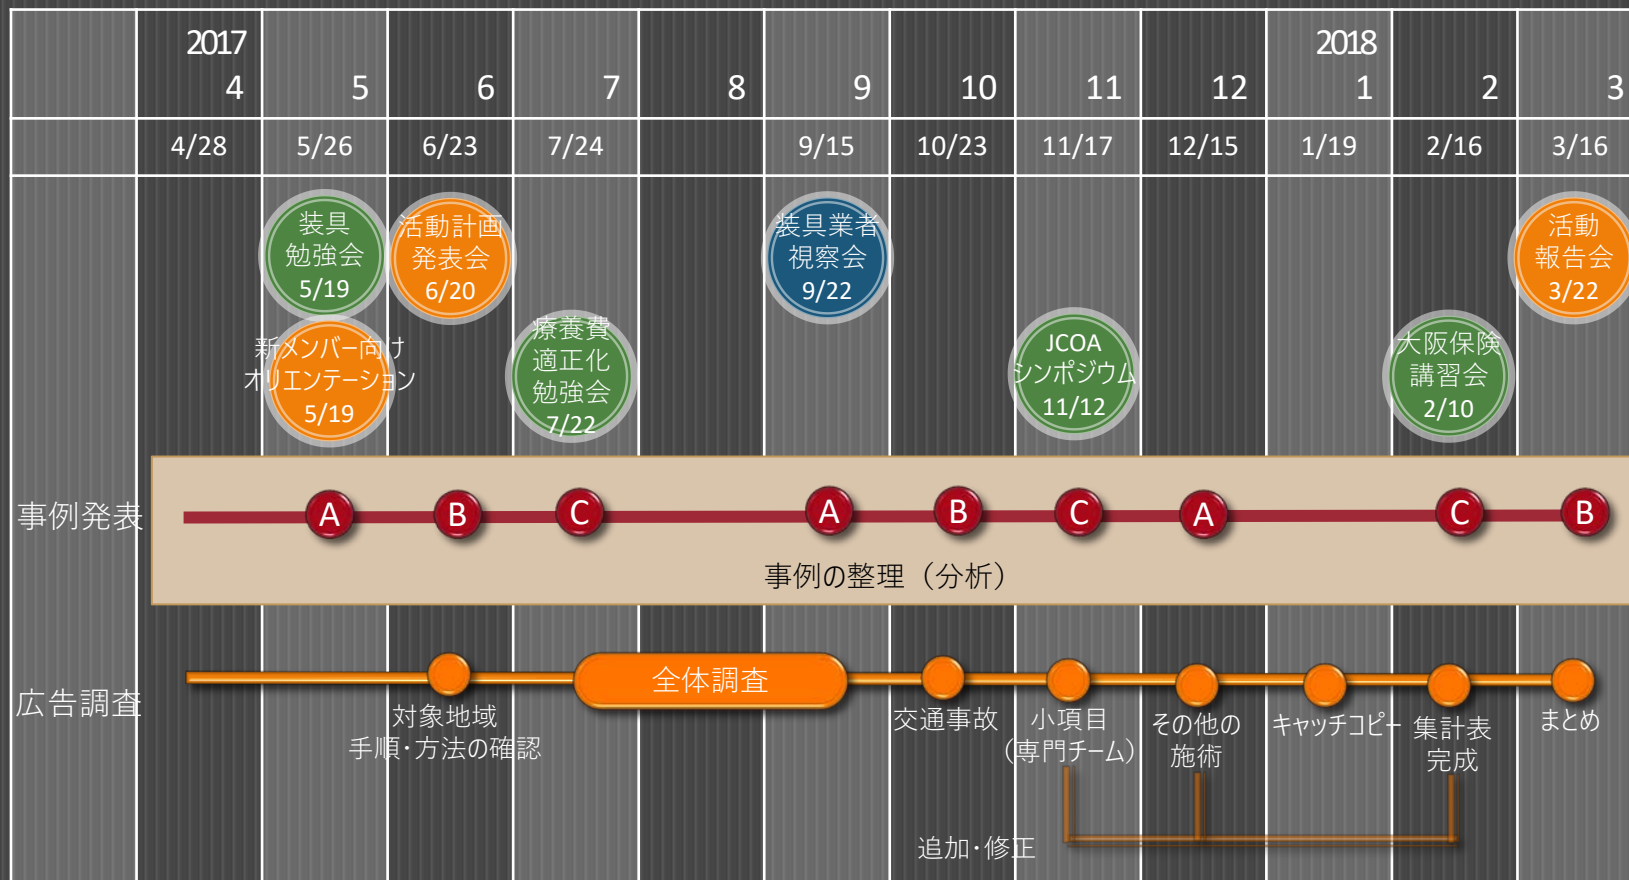 2017
2018
4
5
6
7
8
9
10
11
12
1
2
3
4/28
5/26
6/23
7/24
9/15
10/23
11/17
12/15
1/19
2/16
3/16
装具
勉強会
5/19
新メンバー向け
オリエンテーション
5/19
活動計画
発表会
6/20
療養費
適正化
勉強会
7/22
装具業者
視察会
9/22
JCOA
シンポジウム
11/12
大阪保険
講習会
2/10
活動
報告会
3/22
事例発表
A
B
C
A
B
C
A
C
B
事例の整理（分析）
広告調査
対象地域
手順・方法の確認
全体調査
交通事故
小項目
（専門チーム）
その他の
施術
キャッチコピー
集計表
完成
まとめ
追加・修正